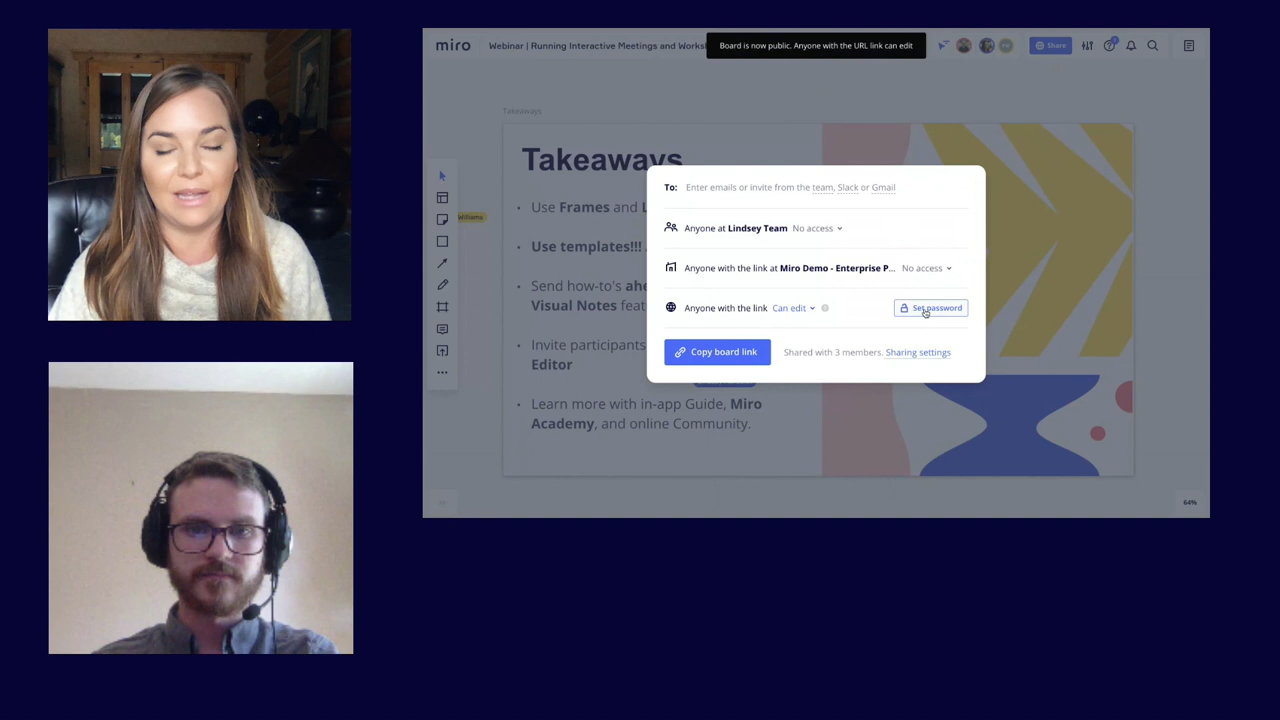 miro
Webinar | Running Interactive Meetings and Works
Board is now public. Anyone with the URL link can edit
Share
Takeaways
Takeaways
Use Frames and
Williams
Use templates!!!
Send how-to's
Visual Notes
Invite participants
Editor
Learn more with in-app Guide, Miro
Academy, and online Community.
To: Enter emails or invite from the team, Slack or Gmail
Anyone at Lindsey Team No access
Anyone with the link at Miro Demo - Enterprise P... No access
Anyone with the link Can edit
Set password
Copy board link
Shared with 3 members. Sharing settings
64%